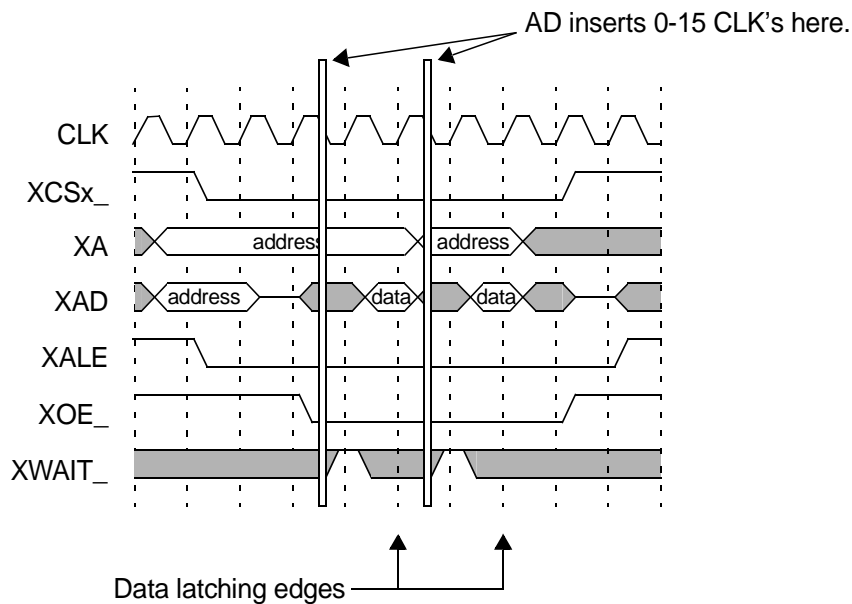 AD inserts 0-15 CLK's here.
CLK
XCSx_
XA address address
XAD address data data
XALE
XOE_
XWAIT_
Data latching edges